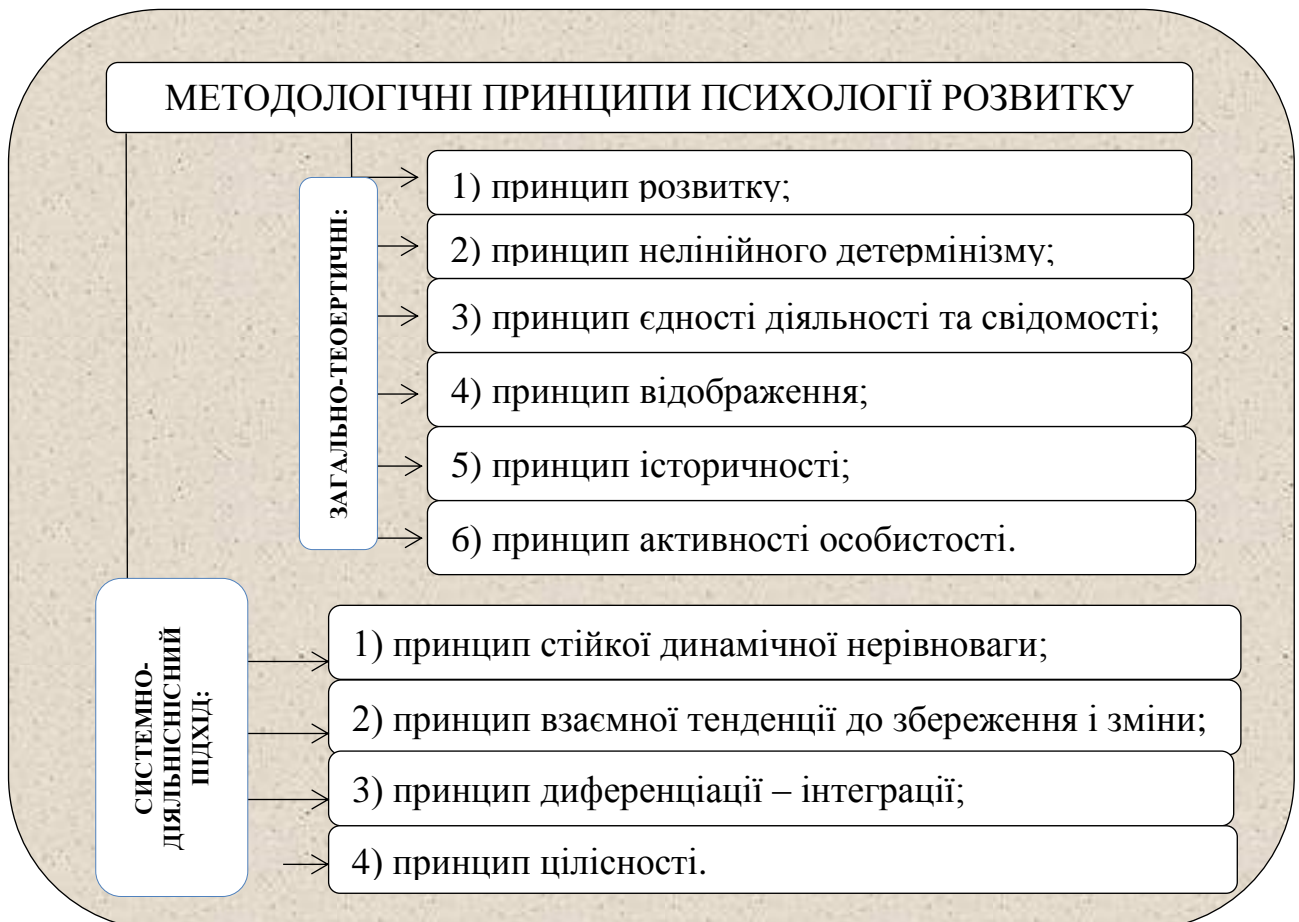 МЕТОДОЛОГІЧНІ ПРИНЦИПИ ПСИХОЛОГІЇ РОЗВИТКУ
ЗАГАЛЬНО-ТЕОЕРТИЧНІ:
1) принцип розвитку;
2) принцип нелінійного детермінізму;
3) принцип єдності діяльності та свідомості;
4) принцип відображення;
5) принцип історичності;
6) принцип активності особистості.
СИСТЕМНО-
ДІЯЛЬНІСНІСНИЙ
ПІДХІД:
1) принцип стійкої динамічної нерівноваги;
2) принцип взаємної тенденції до збереження і зміни;
3) принцип диференціації – інтеграції;
4) принцип цілісності.